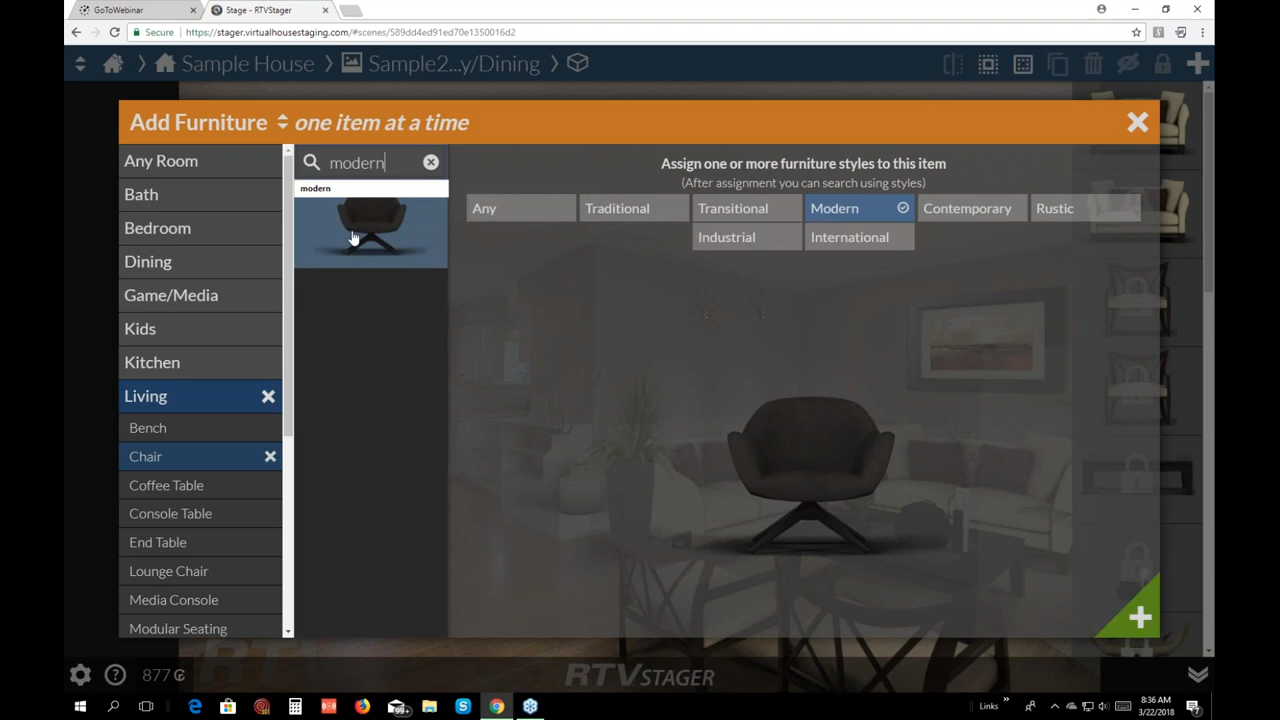 GoToWebinar
Stage - RTVStager
Secure
https://stager.virtualhousestaging.com/#scenes/589dd4ed91ed70e1350016d2
Sample House
Sample2...y/Dining
Add Furniture
one item at a time
Any Room
Bath
Bedroom
Dining
Game/Media
Kids
Kitchen
Living
Bench
Chair
Coffee Table
Console Table
End Table
Lounge Chair
Media Console
Modular Seating
modern
modern
Assign one or more furniture styles to this item
(After assignment you can search using styles)
Any
Traditional
Transitional
Modern
Contemporary
Rustic
Industrial
International
877
RTVSTAGER
99+
Links
8:36 AM
3/22/2018